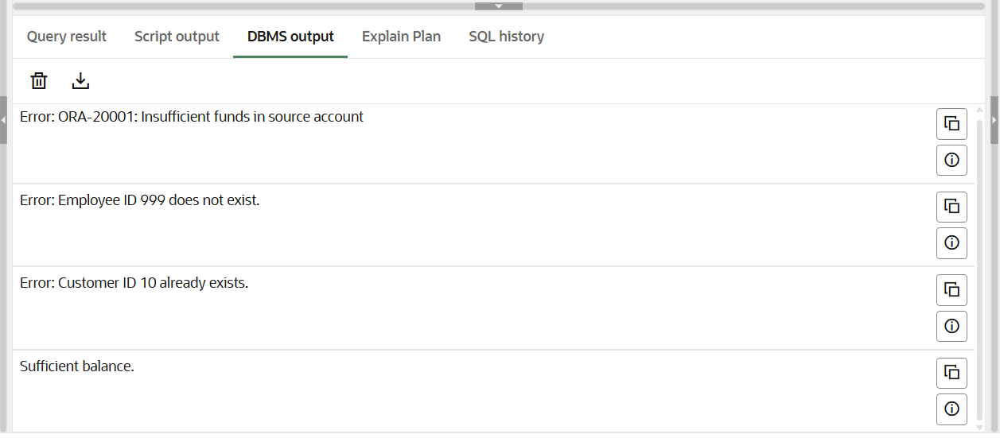 Query result Script output DBMS output Explain Plan SQL history
Error: ORA-20001: Insufficient funds in source account
Error: Employee ID 999 does not exist.
Error: Customer ID 10 already exists.
Sufficient balance.